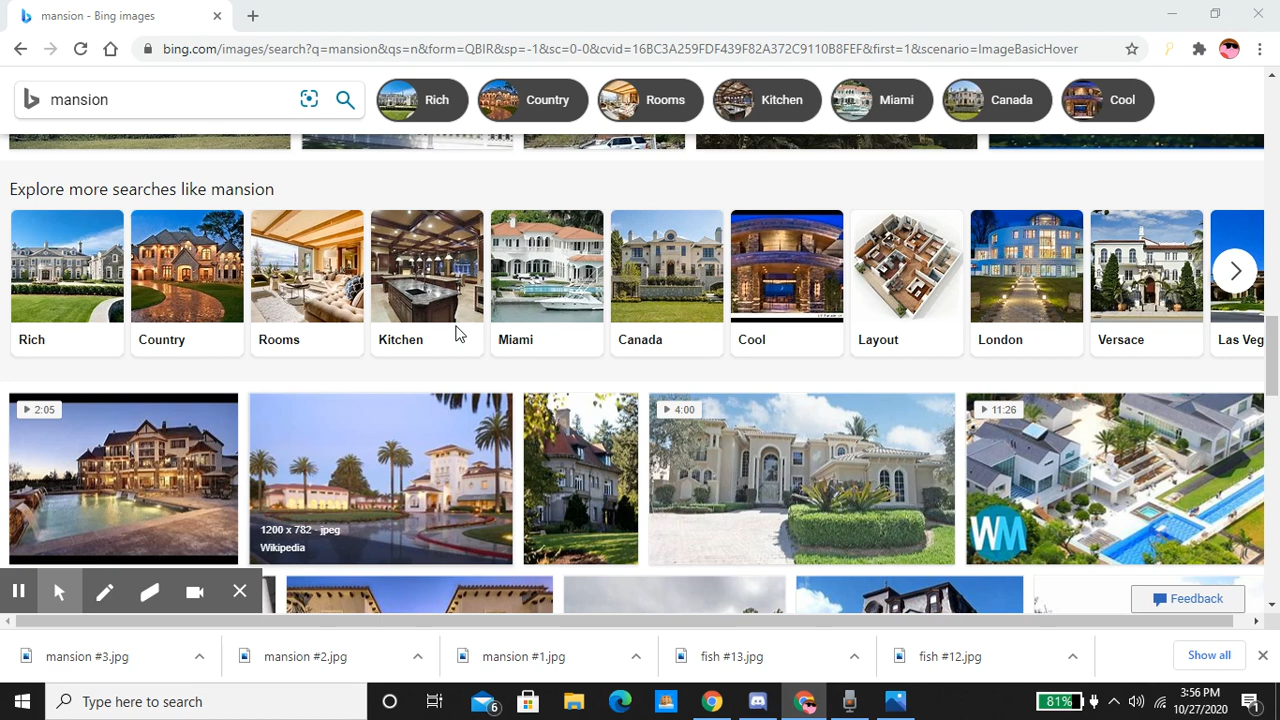 mansion - Bing images
bing.com/images/search?q=mansion&qs=n&form=QBIR&sp=-1&sc=0-0&cvid=16BC3A259FDF439F82A372C9110B8FEF&first=1&scenario=ImageBasicHover
mansion
Rich
Country
Rooms
Kitchen
Miami
Canada
Cool
Explore more searches like mansion
Rich
Country
Rooms
Kitchen
Miami
Canada
Cool
Layout
London
Versace
Las Veg
2:05
4:00
11:26
1200 x 782 · jpeg
Wikipedia
WM
Feedback
mansion #3.jpg
mansion #2.jpg
mansion #1.jpg
fish #13.jpg
fish #12.jpg
Show all
Type here to search
6
81%
3:56 PM
10/27/2020
1